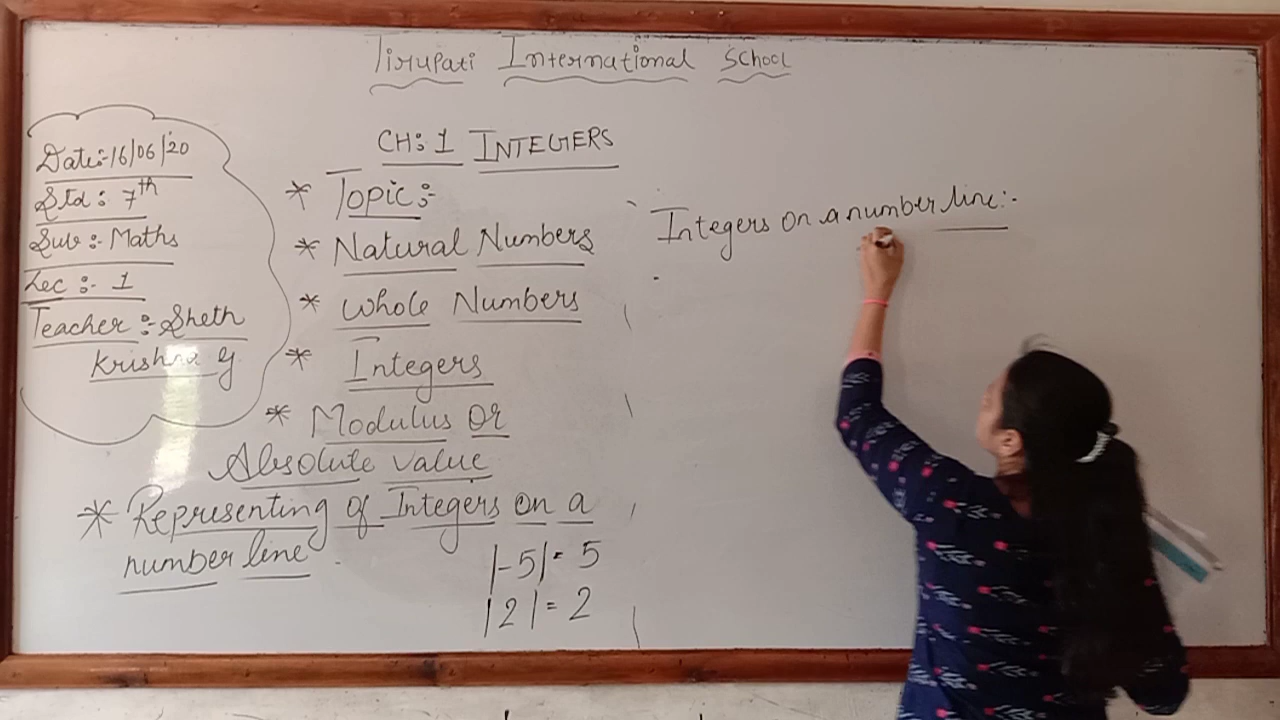 Tirupati International School
Date:-16/06/20
Std : 7th
Sub :- Maths
Lec :- 1
Teacher :- Sheth
Krishna G
CH: 1 INTEGERS
* Topic :-
* Natural Numbers
* Whole Numbers
* Integers
* Modulus or
Absolute value
* Representing of Integers on a
number line
|-5| = 5
|2| = 2
Integers on a number line :-